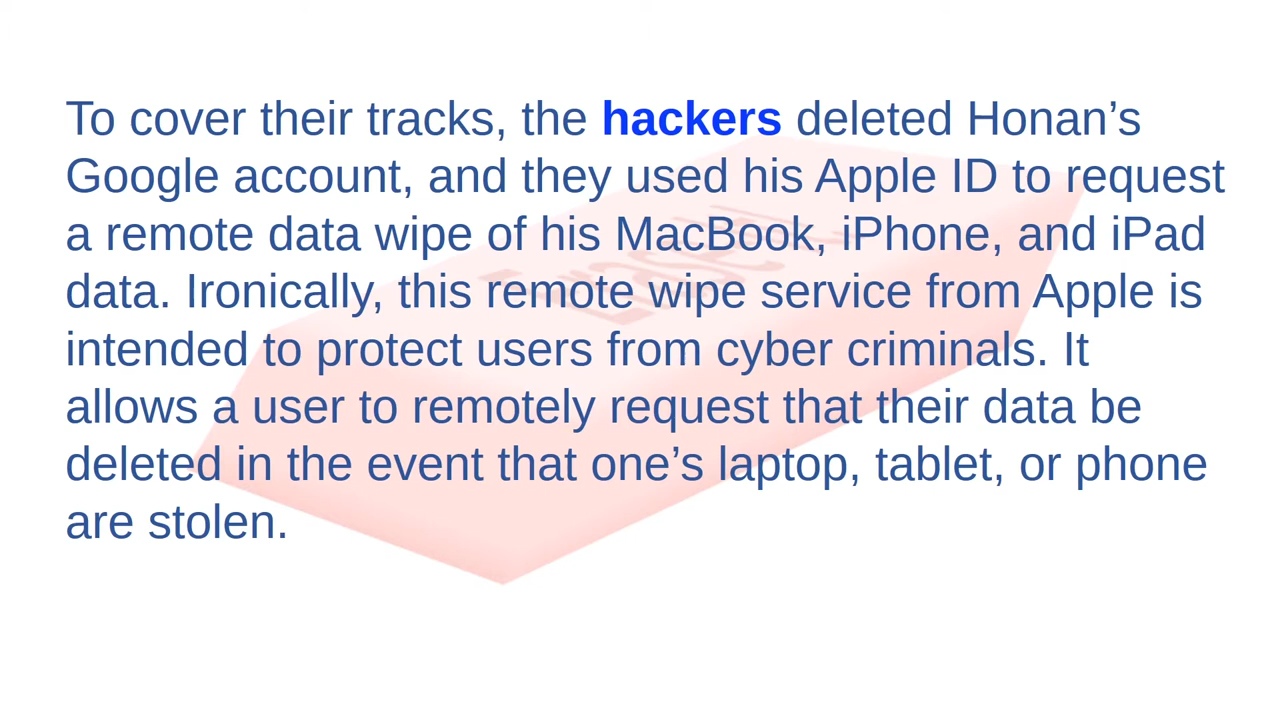 To cover their tracks, the hackers deleted Honan’s
Google account, and they used his Apple ID to request
a remote data wipe of his MacBook, iPhone, and iPad
data. Ironically, this remote wipe service from Apple is
intended to protect users from cyber criminals. It
allows a user to remotely request that their data be
deleted in the event that one’s laptop, tablet, or phone
are stolen.